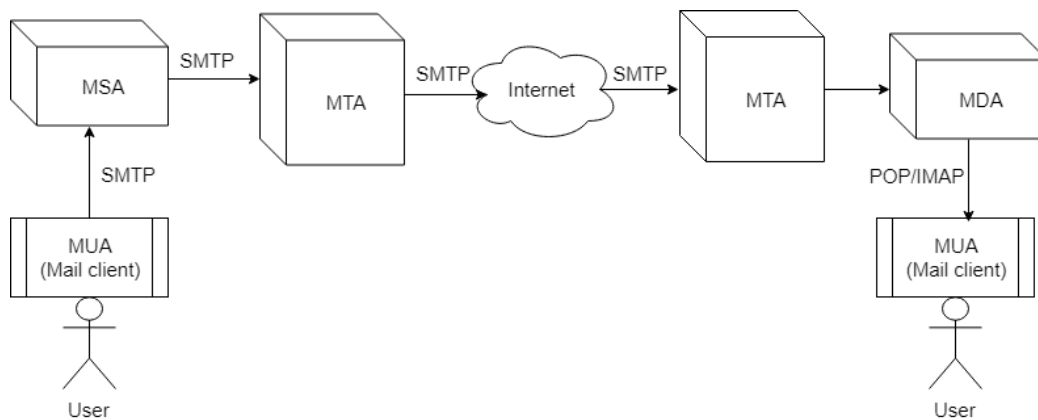 MSA
SMTP
MTA
SMTP
Internet
SMTP
MTA
MDA
SMTP
POP/IMAP
MUA
(Mail client)
MUA
(Mail client)
User
User